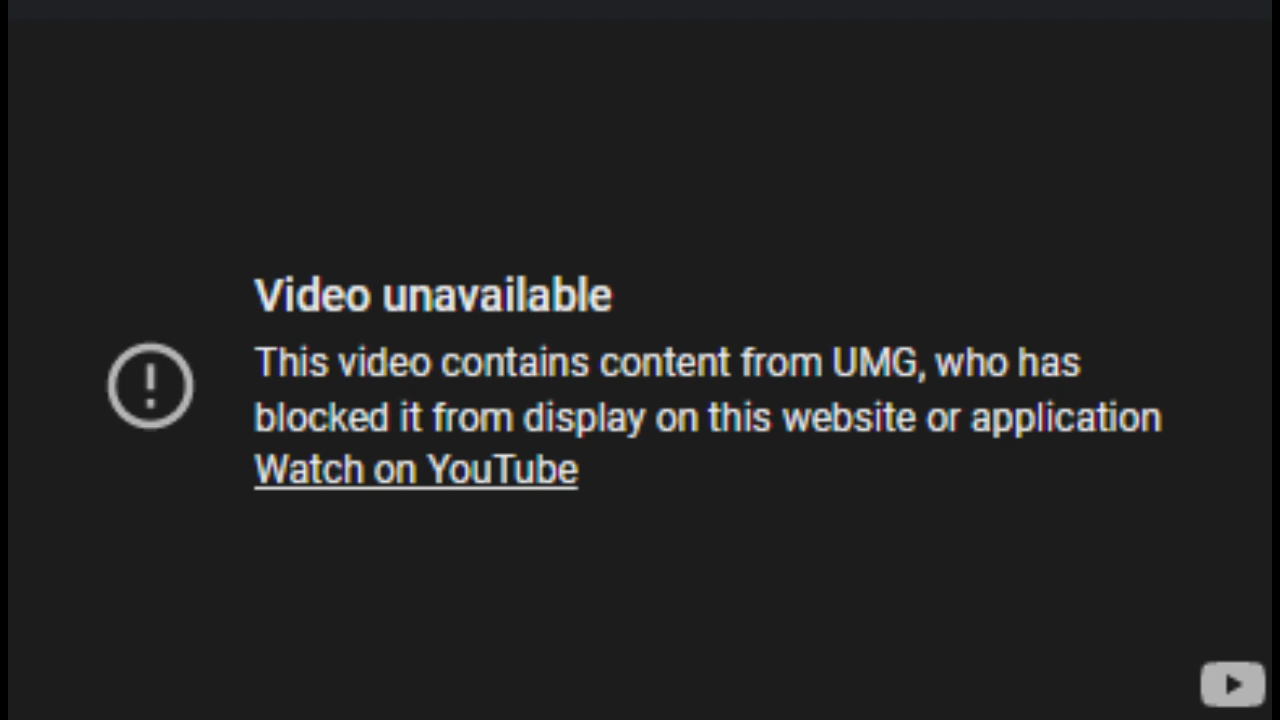 Video unavailable
This video contains content from UMG, who has
blocked it from display on this website or application
Watch on YouTube